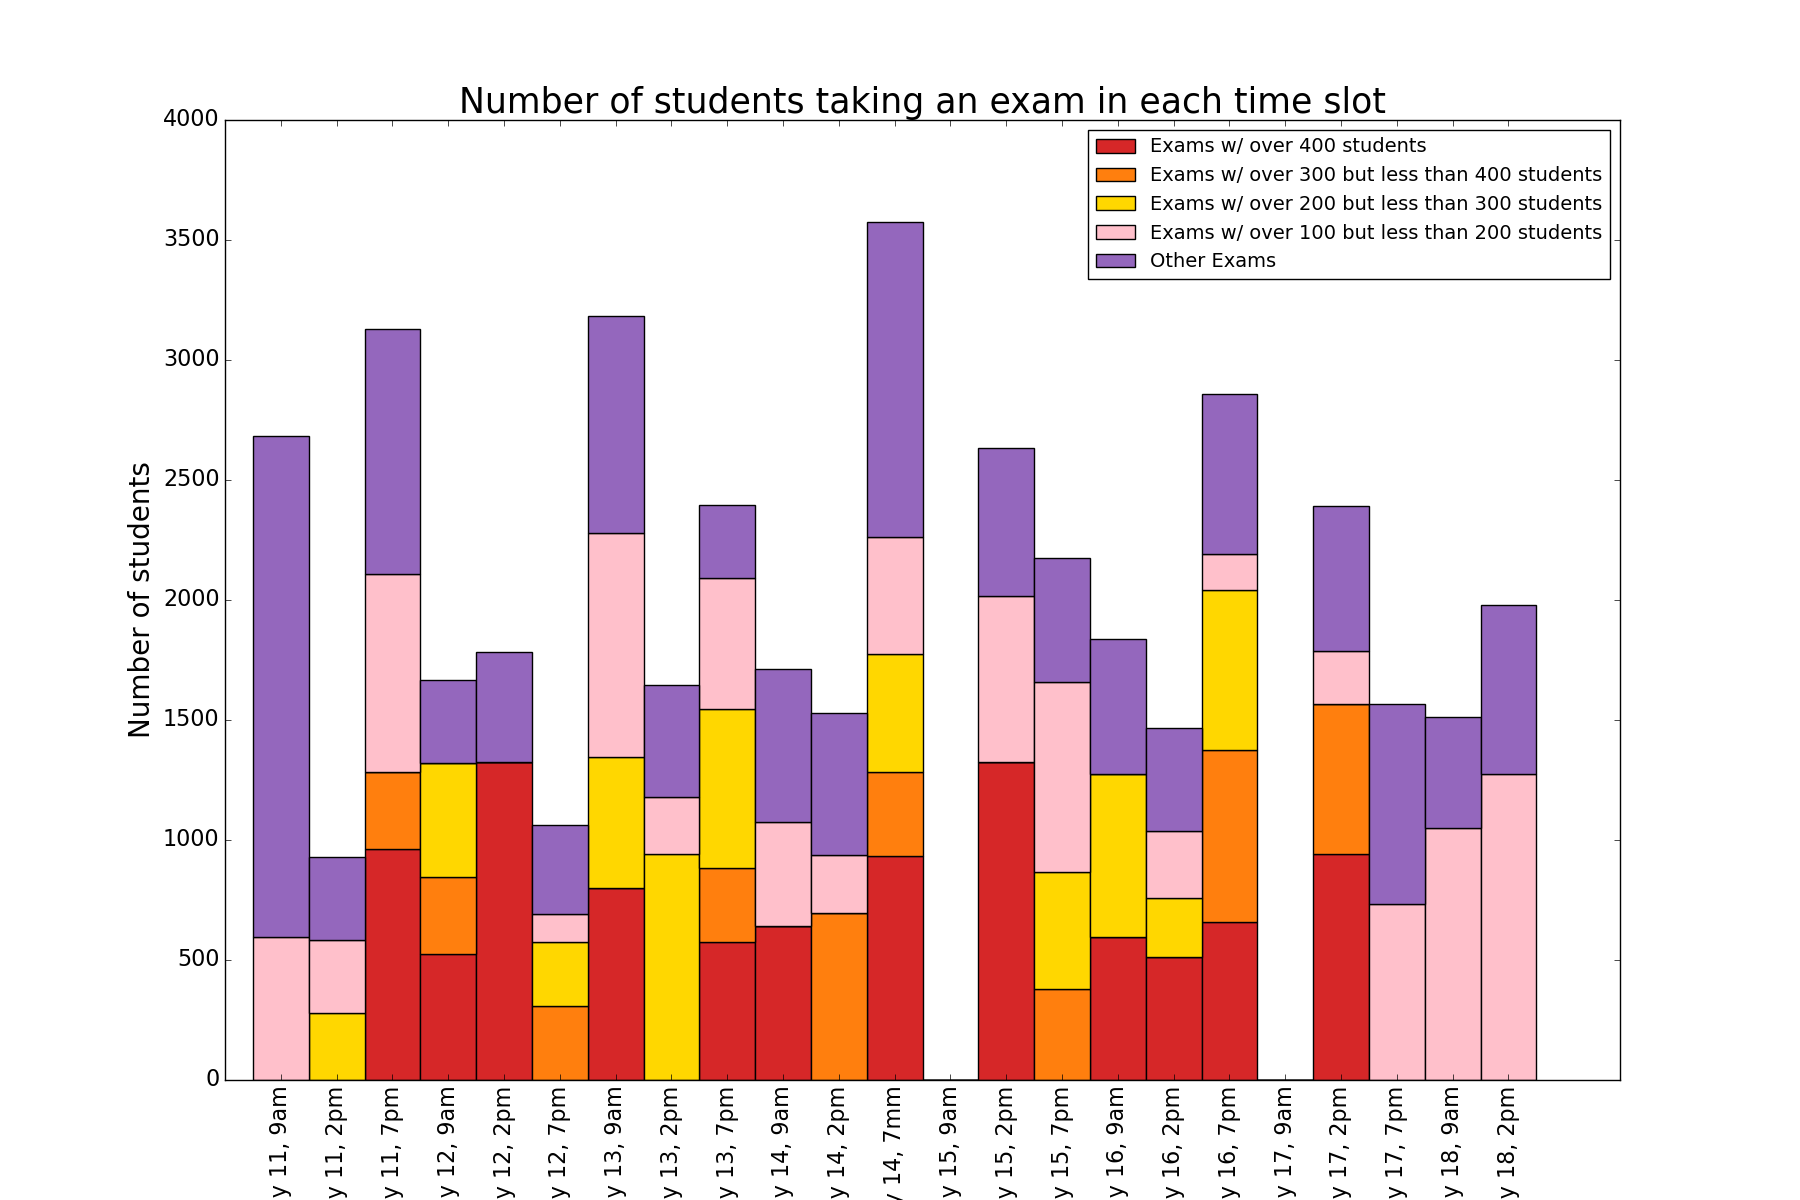 Number of students taking an exam in each time slot
Exams w/ over 400 students
Exams w/ over 300 but less than 400 students
Exams w/ over 200 but less than 300 students
Exams w/ over 100 but less than 200 students
Other Exams
Number of students
4000
3500
3000
2500
2000
1500
1000
500
0
y 11, 9am
y 11, 2pm
y 11, 7pm
y 12, 9am
y 12, 2pm
y 12, 7pm
y 13, 9am
y 13, 2pm
y 13, 7pm
y 14, 9am
y 14, 2pm
y 14, 7mm
y 15, 9am
y 15, 2pm
y 15, 7pm
y 16, 9am
y 16, 2pm
y 16, 7pm
y 17, 9am
y 17, 2pm
y 17, 7pm
y 18, 9am
y 18, 2pm